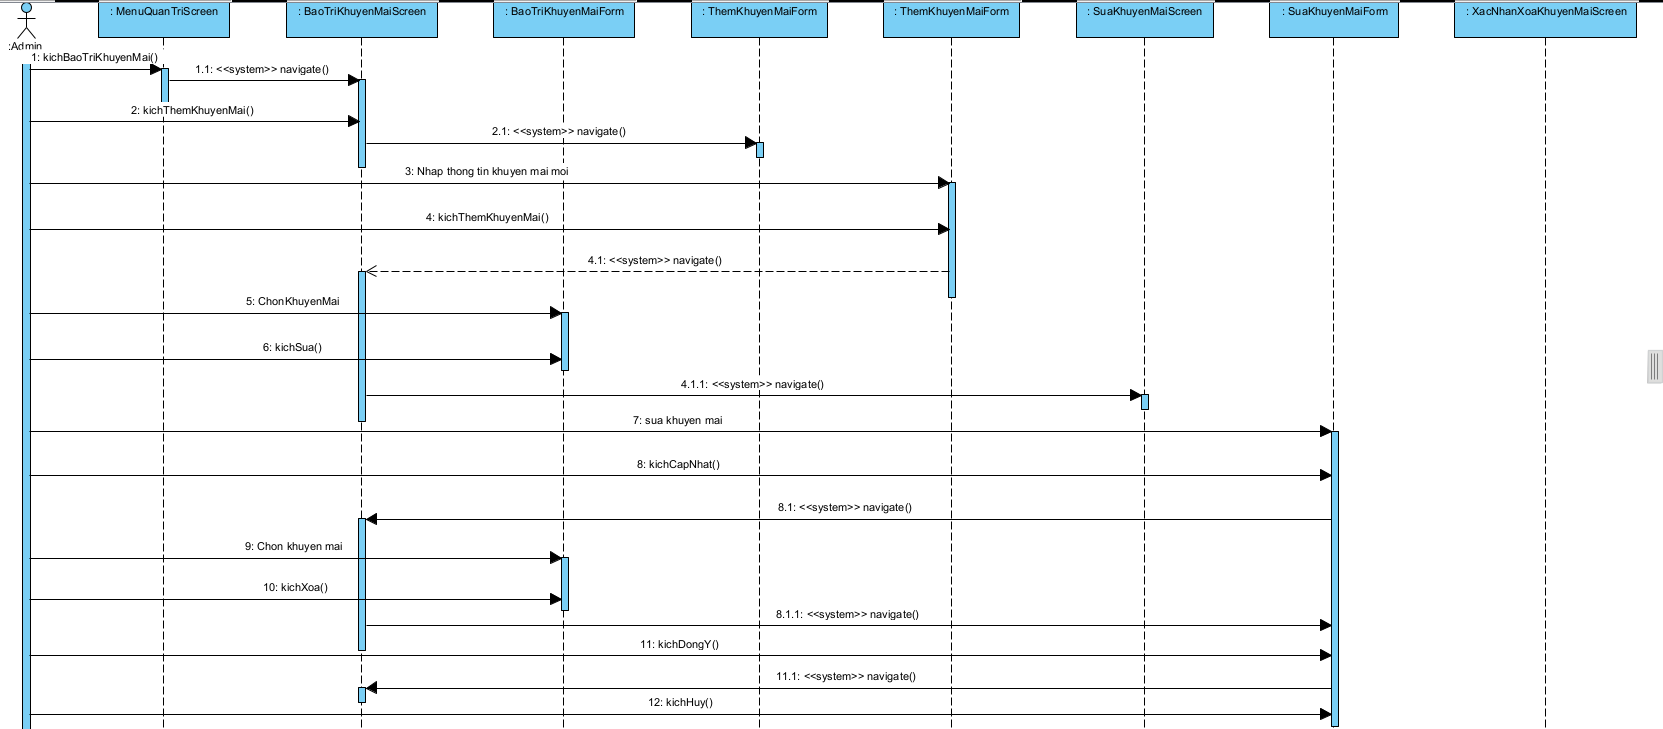 : MenuQuanTriScreen
: BaoTriKhuyenMaiScreen
: BaoTriKhuyenMaiForm
: ThemKhuyenMaiForm
: ThemKhuyenMaiForm
: SuaKhuyenMaiScreen
: SuaKhuyenMaiForm
: XacNhanXoaKhuyenMaiScreen
:Admin
1: kichBaoTriKhuyenMai()
1.1: <<system>> navigate()
2: kichThemKhuyenMai()
2.1: <<system>> navigate()
3: Nhap thong tin khuyen mai moi
4: kichThemKhuyenMai()
4.1: <<system>> navigate()
5: ChonKhuyenMai
6: kichSua()
4.1.1: <<system>> navigate()
7: sua khuyen mai
8: kichCapNhat()
8.1: <<system>> navigate()
9: Chon khuyen mai
10: kichXoa()
8.1.1: <<system>> navigate()
11: kichDongY()
11.1: <<system>> navigate()
12: kichHuy()